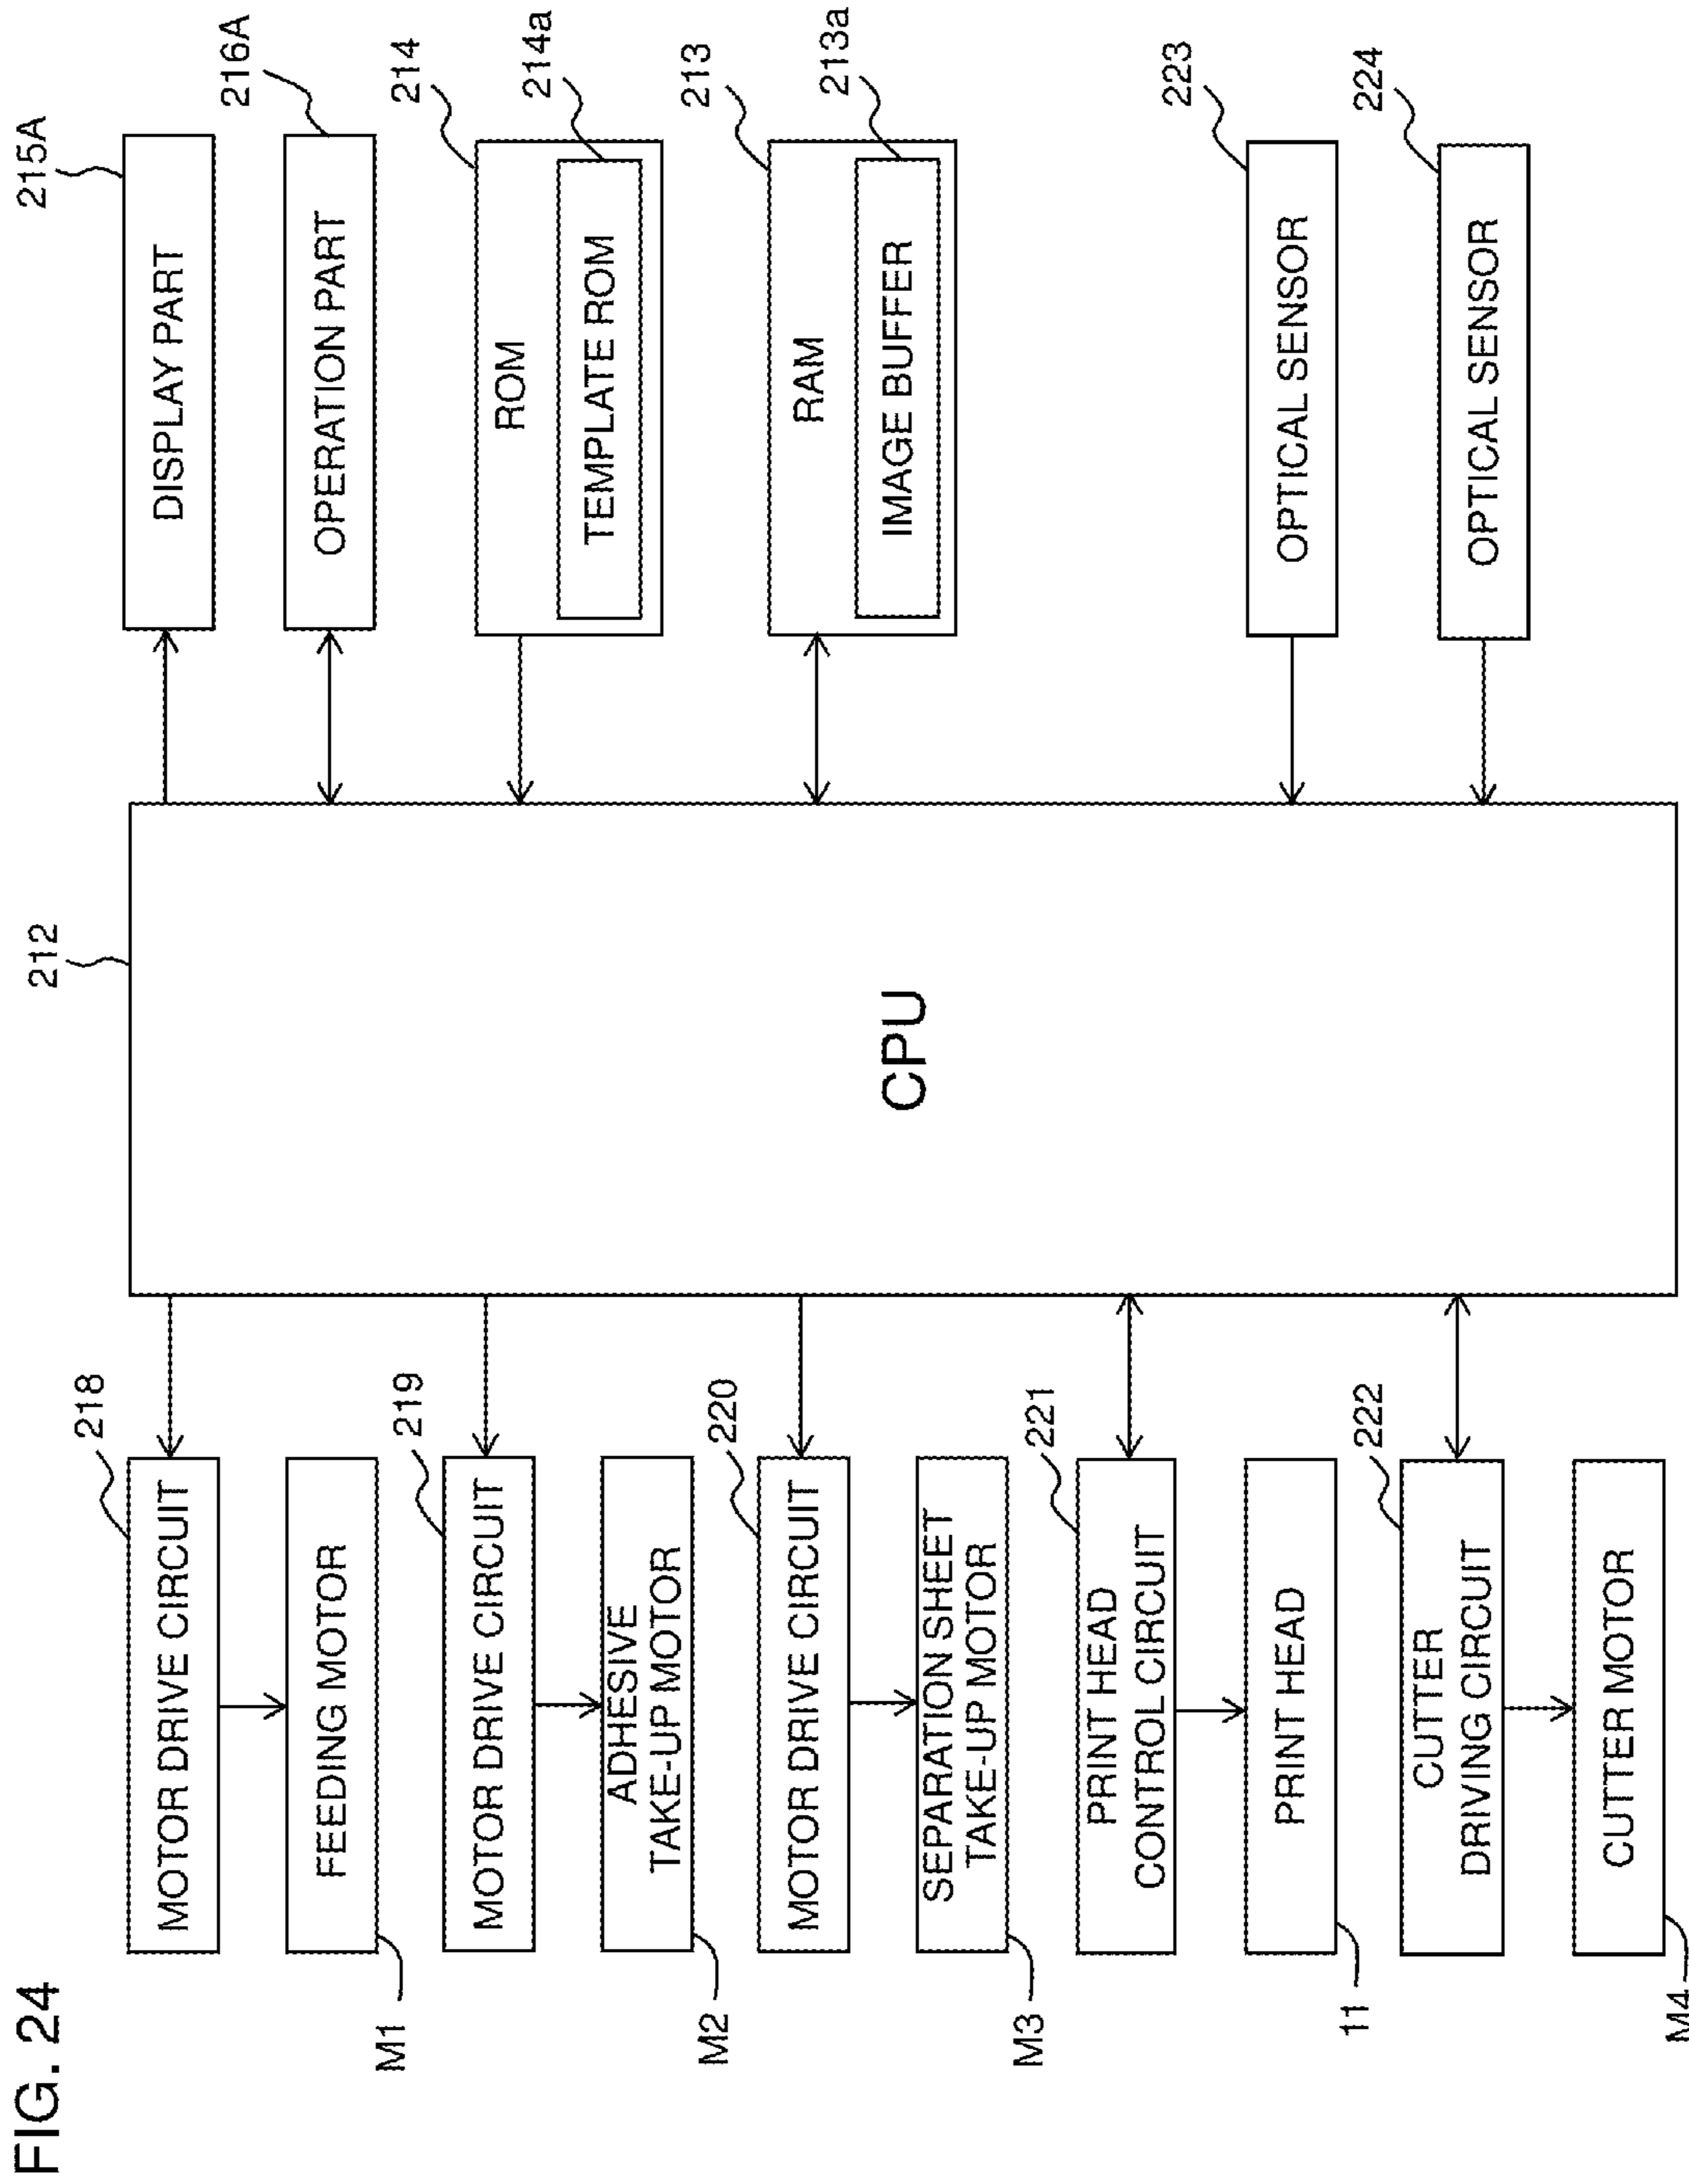 FIG. 24
212
CPU
218
MOTOR DRIVE CIRCUIT
FEEDING MOTOR
M1
219
MOTOR DRIVE CIRCUIT
ADHESIVE
TAKE-UP MOTOR
M2
220
MOTOR DRIVE CIRCUIT
SEPARATION SHEET
TAKE-UP MOTOR
M3
221
PRINT HEAD
CONTROL CIRCUIT
PRINT HEAD
11
222
CUTTER
DRIVING CIRCUIT
CUTTER MOTOR
M4
215A
DISPLAY PART
216A
OPERATION PART
214
ROM
214a
TEMPLATE ROM
213
RAM
213a
IMAGE BUFFER
223
OPTICAL SENSOR
224
OPTICAL SENSOR